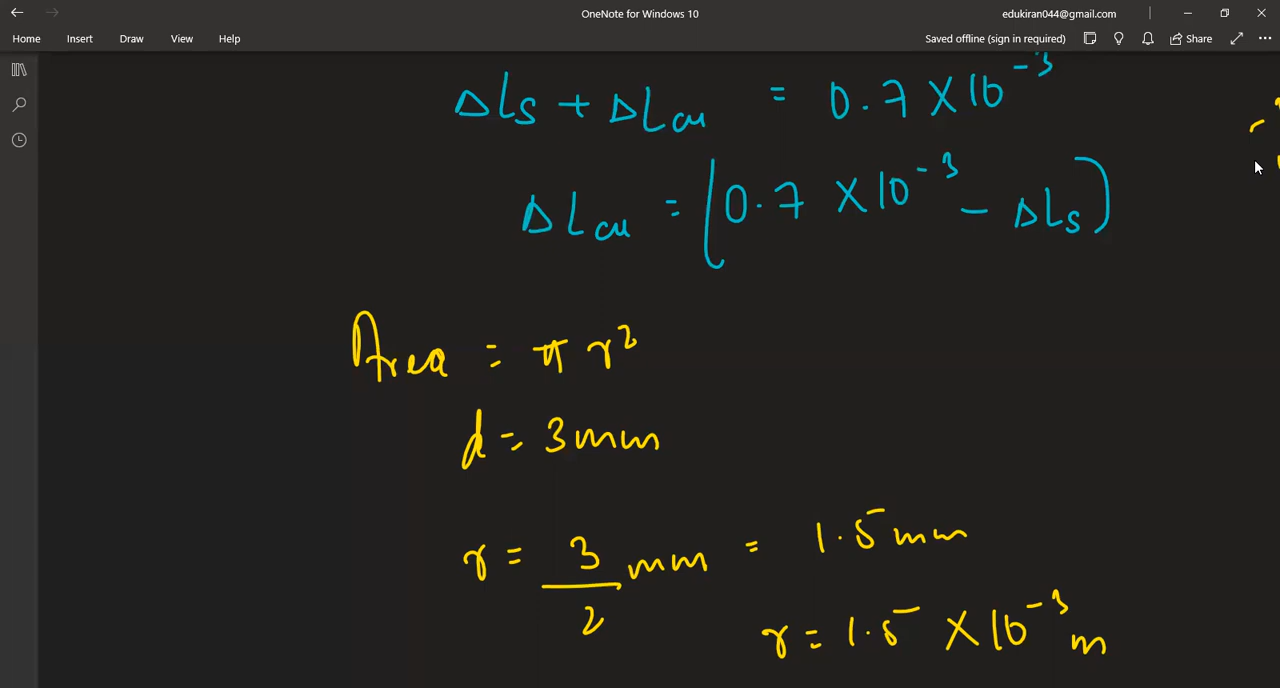 OneNote for Windows 10
edukiran044@gmail.com
Home Insert Draw View Help
Saved offline (sign in required) Share
ΔLs + ΔLcu = 0.7 × 10⁻³
ΔLcu = (0.7 × 10⁻³ - ΔLs)
Area = πr²
d = 3mm
r = 3/2 mm = 1.5mm
r = 1.5 × 10⁻³ m